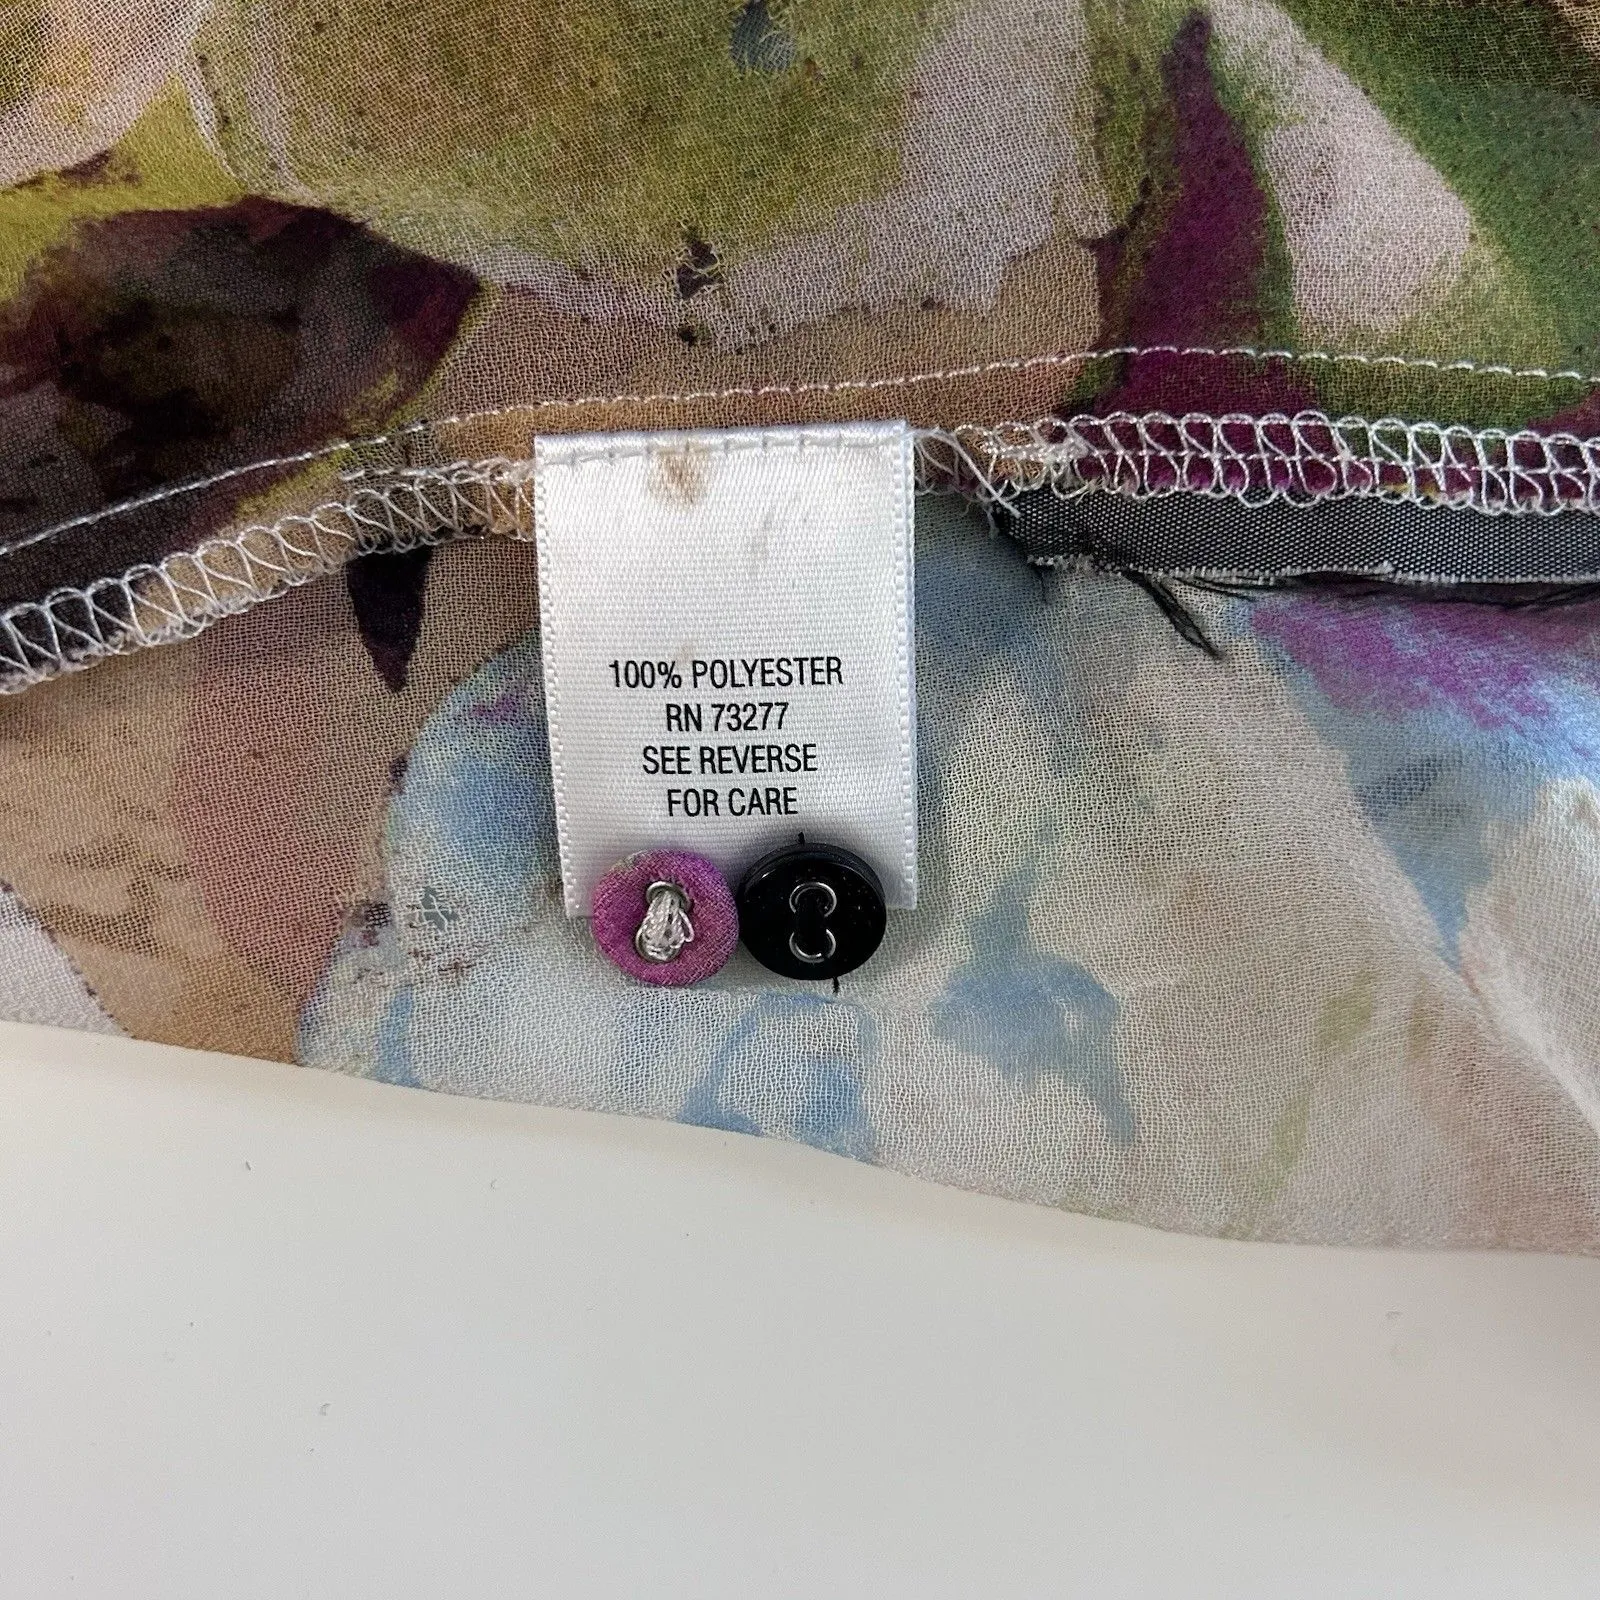 100% POLYESTER
RN 73277
SEE REVERSE
FOR CARE